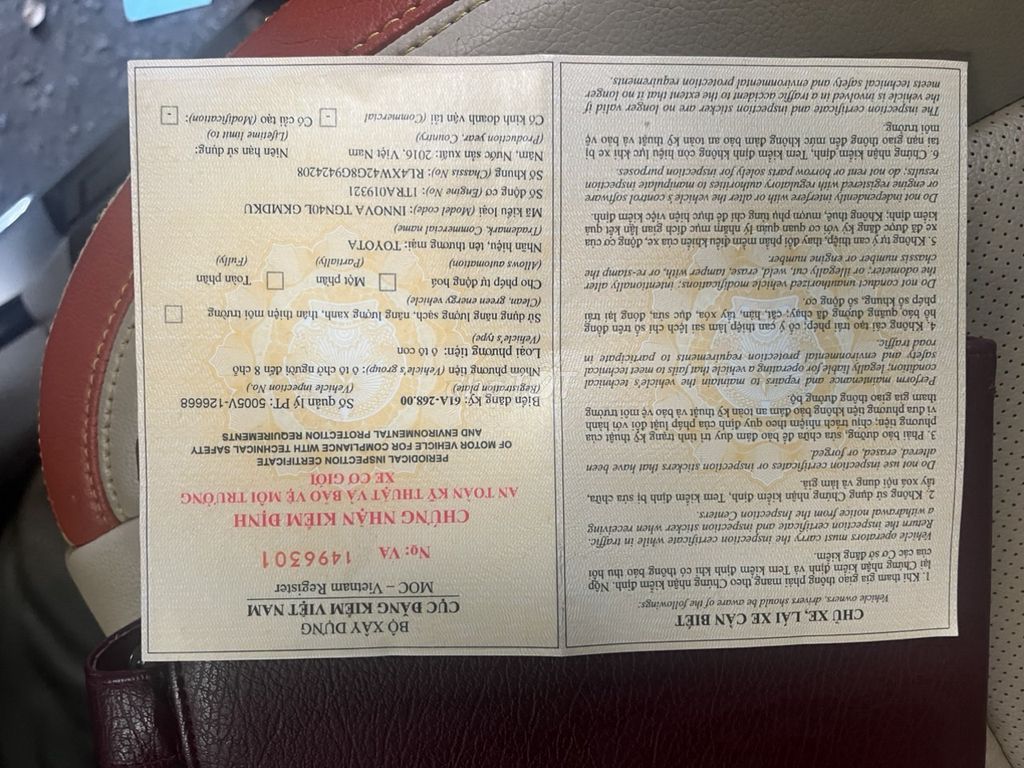 CHỦ XE, LÁI XE CẦN BIẾT
Vehicle owners, drivers should be aware of the followings:
1. Khi tham gia giao thông phải mang theo Chứng nhận kiểm định. Nộp
lại Chứng nhận kiểm định và Tem kiểm định khi có thông báo thu hồi
của các Cơ sở đăng kiểm.
Vehicle operators must carry the inspection certificate while in traffic.
Return the inspection certificate and inspection sticker when receiving
a withdrawal notice from the Inspection Centers.
2. Không sử dụng Chứng nhận kiểm định, Tem kiểm định bị sửa chữa,
tẩy xoá nội dung và làm giả.
Do not use inspection certificates or inspection stickers that have been
altered, erased, or forged.
3. Phải bảo dưỡng, sửa chữa để bảo đảm duy trì tình trạng kỹ thuật của
phương tiện; chịu trách nhiệm theo quy định của pháp luật đối với hành
vi đưa phương tiện không bảo đảm an toàn kỹ thuật và bảo vệ môi trường
tham gia giao thông đường bộ.
Perform maintenance and repairs to maintain the vehicle's technical
condition; legally liable for operating a vehicle that fails to meet technical
safety and environmental protection requirements to participate in
road traffic.
4. Không cải tạo trái phép; cố ý can thiệp làm sai lệch chỉ số trên đồng
hồ báo quãng đường đã chạy; cắt, hàn, tẩy xóa, đục sửa, đóng lại trái
phép số khung, số động cơ.
Do not conduct unauthorized vehicle modifications; intentionally alter
the odometer; or illegally cut, weld, erase, tamper with, or re-stamp the
chassis number or engine number.
5. Không tự ý can thiệp, thay đổi phần mềm điều khiển của xe, động cơ của
xe đã được đăng ký với cơ quan quản lý nhằm mục đích gian lận kết quả
kiểm định; Không thuê, mượn phụ tùng chỉ để thực hiện việc kiểm định.
Do not independently interfere with or alter the vehicle's control software
or engine registered with regulatory authorities to manipulate inspection
results; do not rent or borrow parts solely for inspection purposes.
6. Chứng nhận kiểm định, Tem kiểm định không còn hiệu lực khi xe bị
tai nạn giao thông đến mức không đảm bảo an toàn kỹ thuật và bảo vệ
môi trường.
The inspection certificate and inspection sticker are no longer valid if
the vehicle is involved in a traffic accident to the extent that it no longer
meets technical safety and environmental protection requirements.
BỘ XÂY DỰNG
CỤC ĐĂNG KIỂM VIỆT NAM
MOC – Vietnam Register
No: VA 1496301
CHỨNG NHẬN KIỂM ĐỊNH
AN TOÀN KỸ THUẬT VÀ BẢO VỆ MÔI TRƯỜNG
XE CƠ GIỚI
PERIODICAL INSPECTION CERTIFICATE
OF MOTOR VEHICLE FOR COMPLIANCE WITH TECHNICAL SAFETY
AND ENVIRONMENTAL PROTECTION REQUIREMENTS
Biển đăng ký: 61A-268.00 Số quản lý: PT: 5005V-126668
(Registration plate) (Vehicle inpection No.)
Nhóm phương tiện (Vehicle's group): ô tô chở người đến 8 chỗ
Loại phương tiện: ô tô con
(Vehicle's type)
Sử dụng năng lượng sạch, năng lượng xanh, thân thiện môi trường
(Clean, green energy vehicle)
Cho phép tự động hoá Một phần Toàn phần
(Allows automation) (Partially) (Fully)
Nhãn hiệu, tên thương mại: TOYOTA
(Trademark, Commercial name)
Mã kiểu loại (Model code): INNOVA TGN40L GKMDKU
Số động cơ (Engine No): 1TRA019321
Số khung (Chassis No): RL4XW42G8G9424208
Năm, Nước sản xuất: 2016, Việt Nam Niên hạn sử dụng:
(Production year, Country) (Lifetime limit to)
Có kinh doanh vận tải (Commercial - Có cải tạo (Modification): -